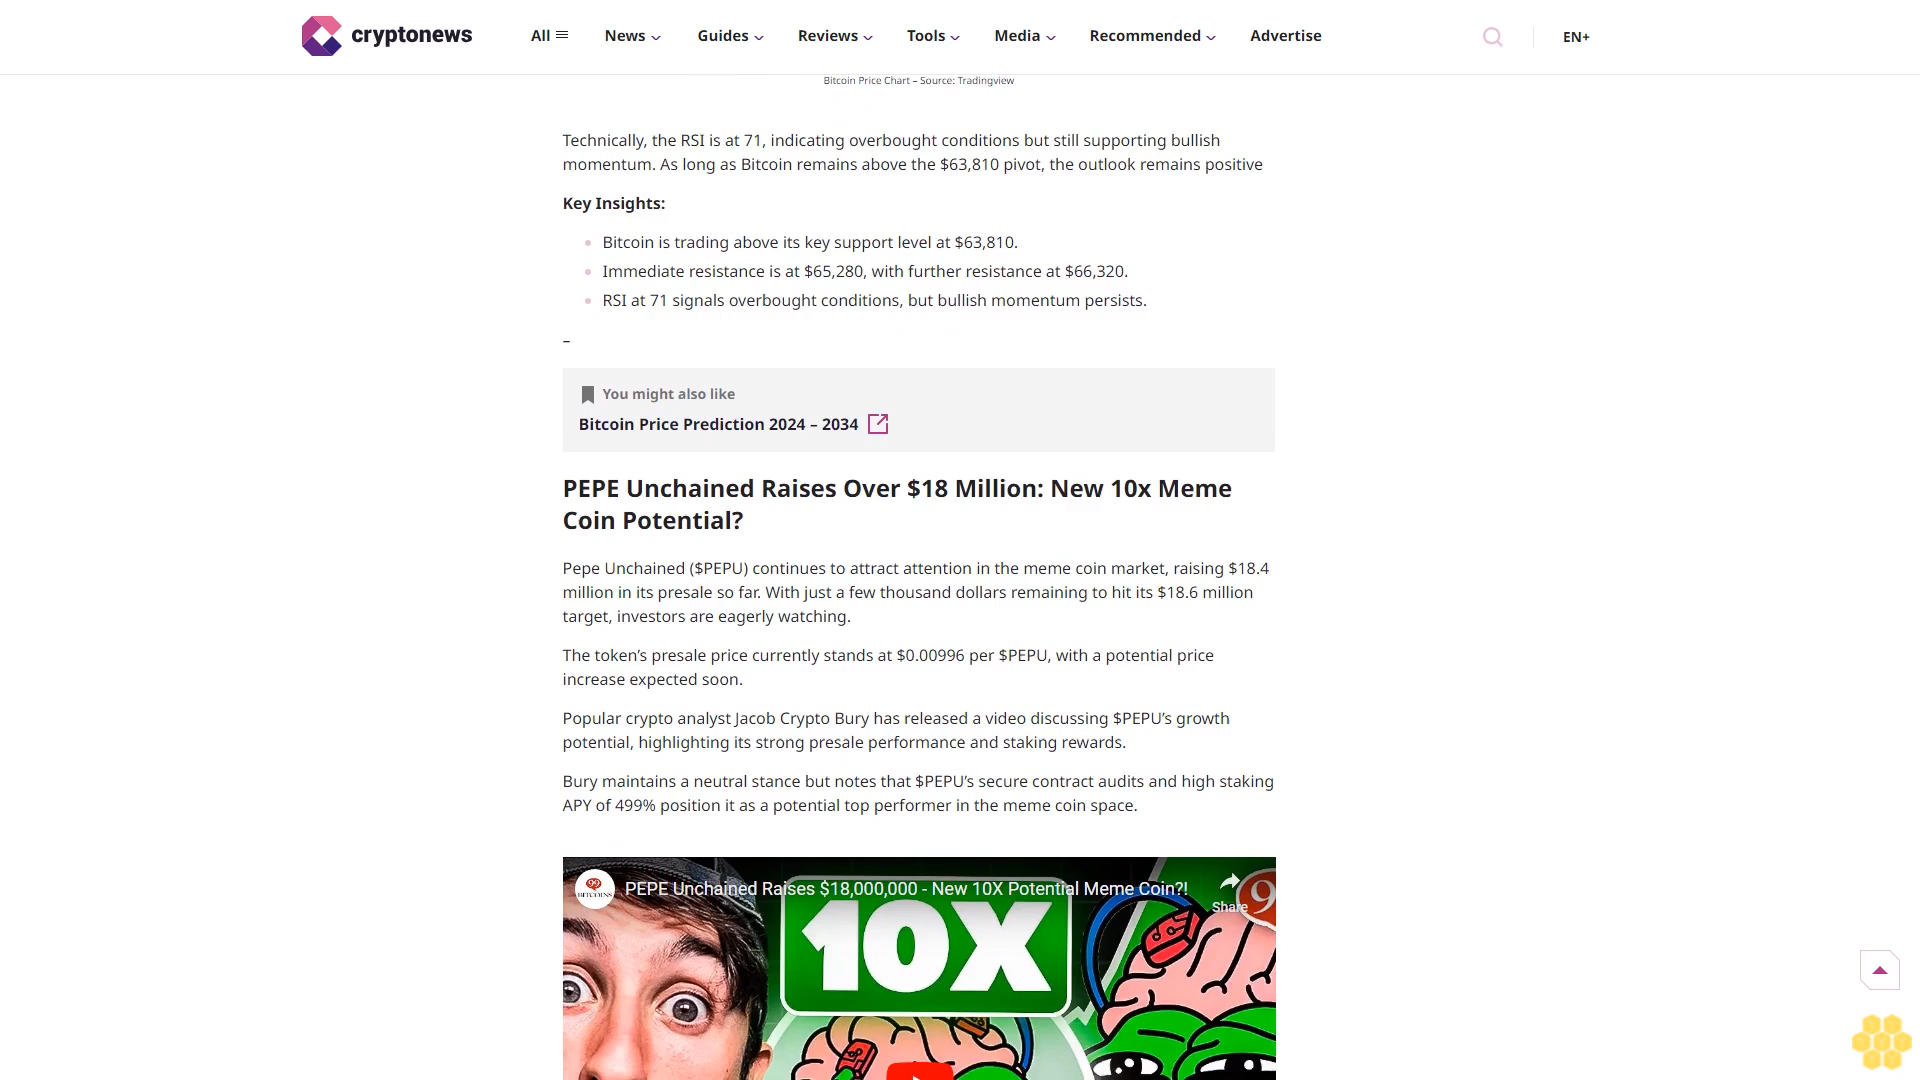 cryptonews
All
News
Guides
Reviews
Tools
Media
Recommended
Advertise
EN+
Bitcoin Price Chart – Source: Tradingview
Technically, the RSI is at 71, indicating overbought conditions but still supporting bullish
momentum. As long as Bitcoin remains above the $63,810 pivot, the outlook remains positive
Key Insights:
Bitcoin is trading above its key support level at $63,810.
Immediate resistance is at $65,280, with further resistance at $66,320.
RSI at 71 signals overbought conditions, but bullish momentum persists.
–
You might also like
Bitcoin Price Prediction 2024 – 2034
PEPE Unchained Raises Over $18 Million: New 10x Meme
Coin Potential?
Pepe Unchained ($PEPU) continues to attract attention in the meme coin market, raising $18.4
million in its presale so far. With just a few thousand dollars remaining to hit its $18.6 million
target, investors are eagerly watching.
The token’s presale price currently stands at $0.00996 per $PEPU, with a potential price
increase expected soon.
Popular crypto analyst Jacob Crypto Bury has released a video discussing $PEPU’s growth
potential, highlighting its strong presale performance and staking rewards.
Bury maintains a neutral stance but notes that $PEPU’s secure contract audits and high staking
APY of 499% position it as a potential top performer in the meme coin space.
99
BITCOINS
PEPE Unchained Raises $18,000,000 - New 10X Potential Meme Coin?!
Share
9
10X